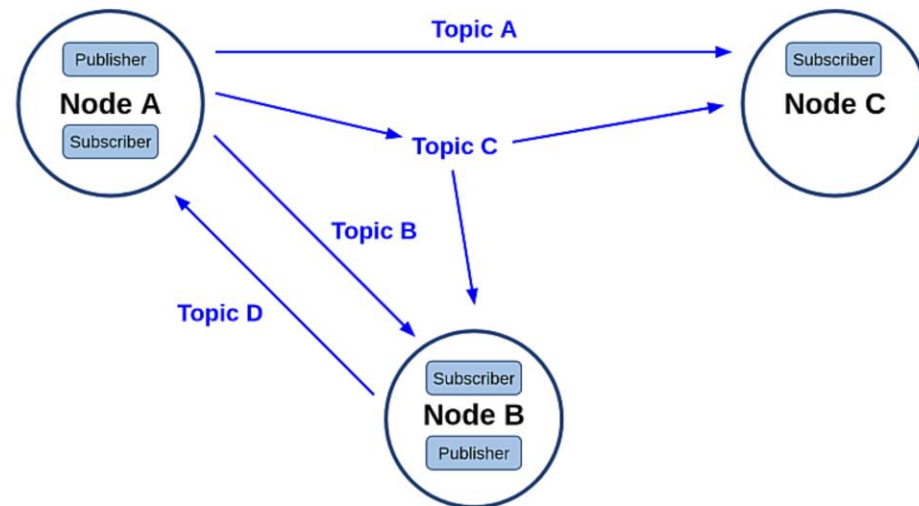 Topic A
Publisher
Node A
Subscriber
Subscriber
Node C
Topic C
Topic B
Topic D
Subscriber
Node B
Publisher